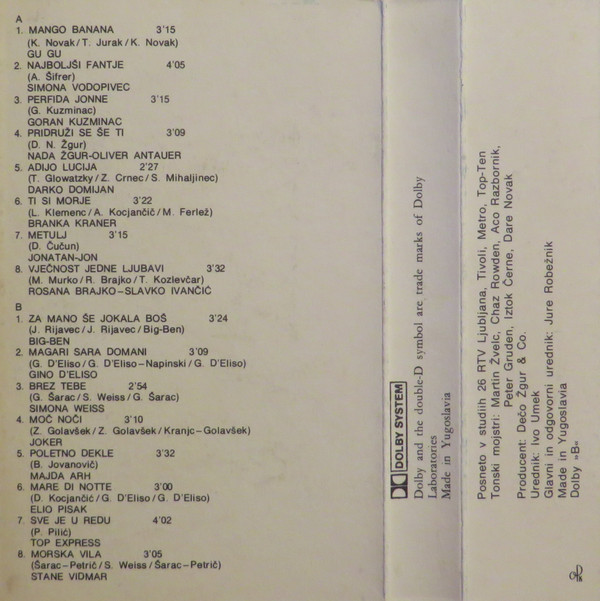 A
1. MANGO BANANA 3'15
(K. Novak/T. Jurak/K. Novak)
GU GU
2. NAJBOLJŠI FANTJE 4'05
(A. Šifrer)
SIMONA VODOPIVEC
3. PERFIDA JONNE 3'15
(G. Kuzminac)
GORAN KUZMINAC
4. PRIDRUŽI SE ŠE TI 3'09
(D. N. Žgur)
NADA ŽGUR-OLIVER ANTAUER
5. ADIJO LUCIJA 2'27
(T. Glowatzky/Z. Crnec/S. Mihaljinec)
DARKO DOMIJAN
6. TI SI MORJE 3'22
(L. Klemenc/A. Kocjančič/M. Ferlež)
BRANKA KRANER
7. METULJ 3'15
(D. Čučun)
JONATAN-JON
8. VJEČNOST JEDNE LJUBAVI 3'32
(M. Murko/R. Brajko/T. Kozlevčar)
ROSANA BRAJKO–SLAVKO IVANČIĆ
B
1. ZA MANO ŠE JOKALA BOŠ 3'24
(J. Rijavec/J. Rijavec/Big-Ben)
BIG-BEN
2. MAGARI SARA DOMANI 3'09
(G. D'Eliso/G. D'Eliso–Napinski/G. D'Eliso)
GINO D'ELISO
3. BREZ TEBE 2'54
(G. Šarac/S. Weiss/G. Šarac)
SIMONA WEISS
4. MOČ NOČI 3'10
(Z. Golavšek/Z. Golavšek/Kranjc–Golavšek)
JOKER
5. POLETNO DEKLE 3'32
(B. Jovanovič)
MAJDA ARH
6. MARE DI NOTTE 3'00
(D. Kocjančič/G. D'Eliso/G. D'Eliso)
ELIO PISAK
7. SVE JE U REDU 4'02
(P. Pilić)
TOP EXPRESS
8. MORSKA VILA 3'05
(Šarac–Petrič/S. Weiss/Šarac–Petrič)
STANE VIDMAR
DOLBY SYSTEM
Dolby and the double-D symbol are trade marks of Dolby
Laboratories
Made in Yugoslavia
Posneto v studiih 26 RTV Ljubljana, Tivoli, Metro, Top-Ten
Tonski mojstri: Martin Žvelc, Chaz Rowden, Aco Razbornik,
Peter Gruden, Iztok Černe, Dare Novak
Producent: Dečo Žgur & Co.
Urednik: Ivo Umek
Glavni in odgovorni urednik: Jure Robežnik
Made in Yugoslavia
Dolby »B«